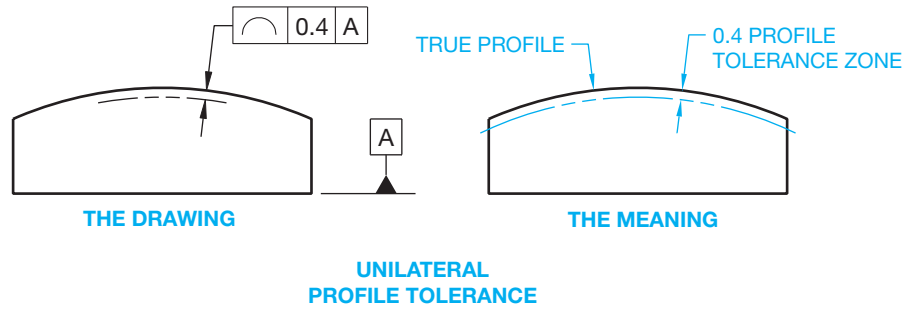 0.4 A
TRUE PROFILE
0.4 PROFILE
TOLERANCE ZONE
A
THE DRAWING
THE MEANING
UNILATERAL
PROFILE TOLERANCE